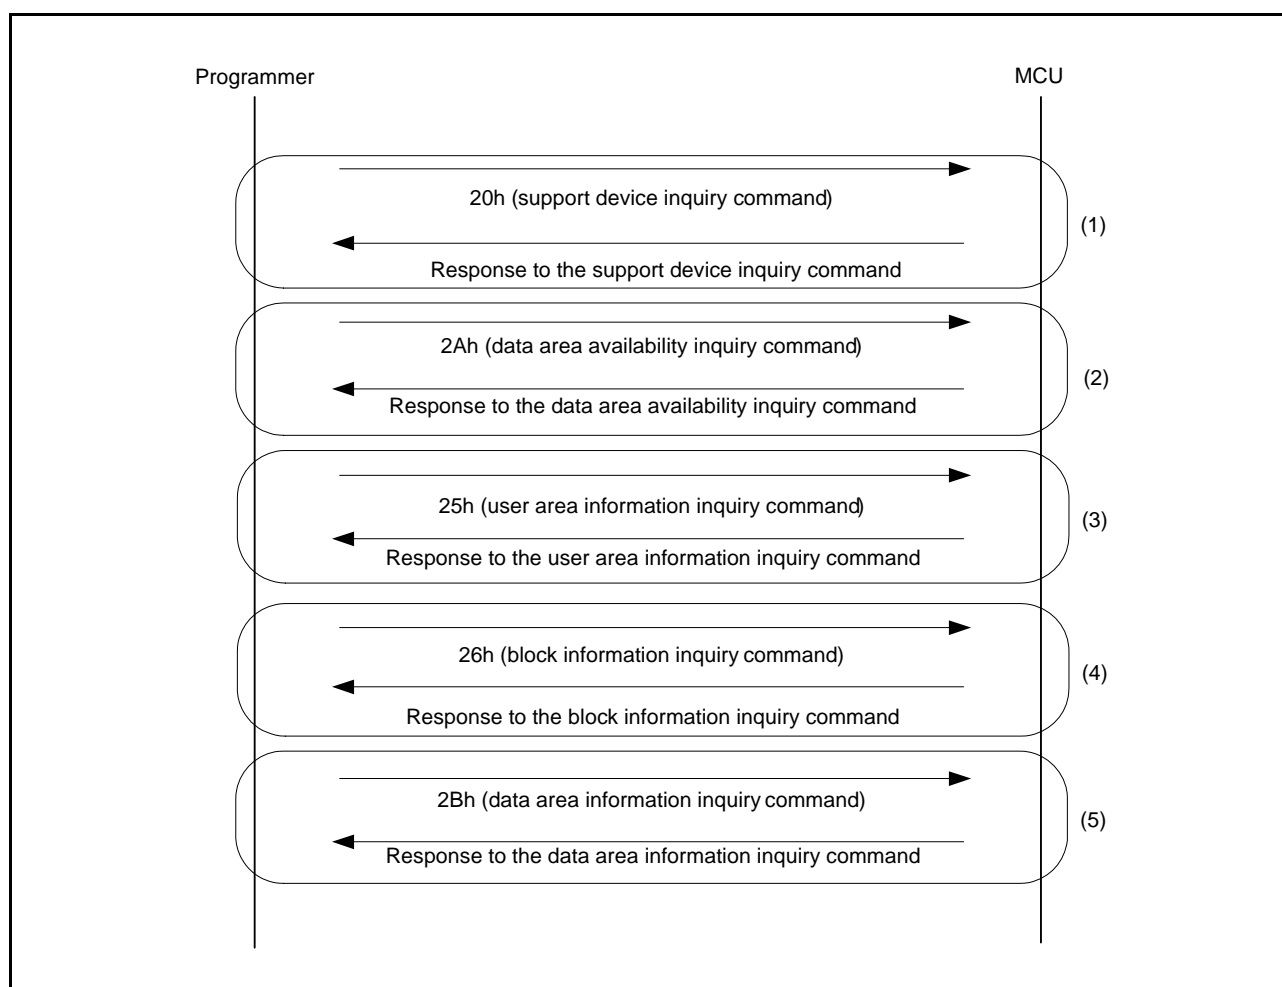 Programmer
MCU
20h (support device inquiry command)
(1)
Response to the support device inquiry command
2Ah (data area availability inquiry command)
(2)
Response to the data area availability inquiry command
25h (user area information inquiry command)
(3)
Response to the user area information inquiry command
26h (block information inquiry command)
(4)
Response to the block information inquiry command
2Bh (data area information inquiry command)
(5)
Response to the data area information inquiry command